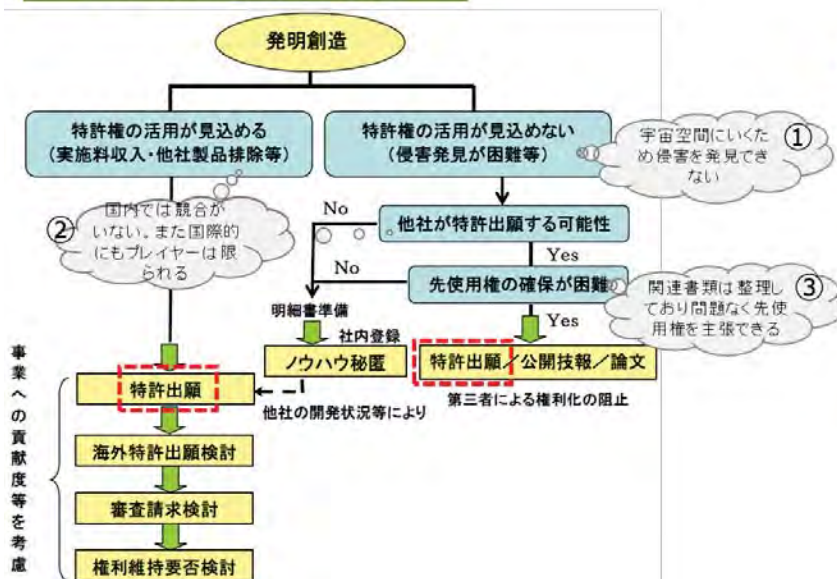 発明創造
特許権の活用が見込める
（実施料収入・他社製品排除等）
特許権の活用が見込めない
（侵害発見が困難等）
①
宇宙空間にいくた
め侵害を発見でき
ない
②
国内では競合が
いない、また国際的
にもプレイヤーは限
られる
No
他社が特許出願する可能性
Yes
No
先使用権の確保が困難
③
関連書類は整理し
ており問題なく先使
用権を主張できる
明細書準備
Yes
社内登録
ノウハウ秘匿
特許出願／公開技報／論文
特許出願
他社の開発状況等により
第三者による権利化の阻止
海外特許出願検討
審査請求検討
権利維持要否検討
事業への貢献度等を考慮